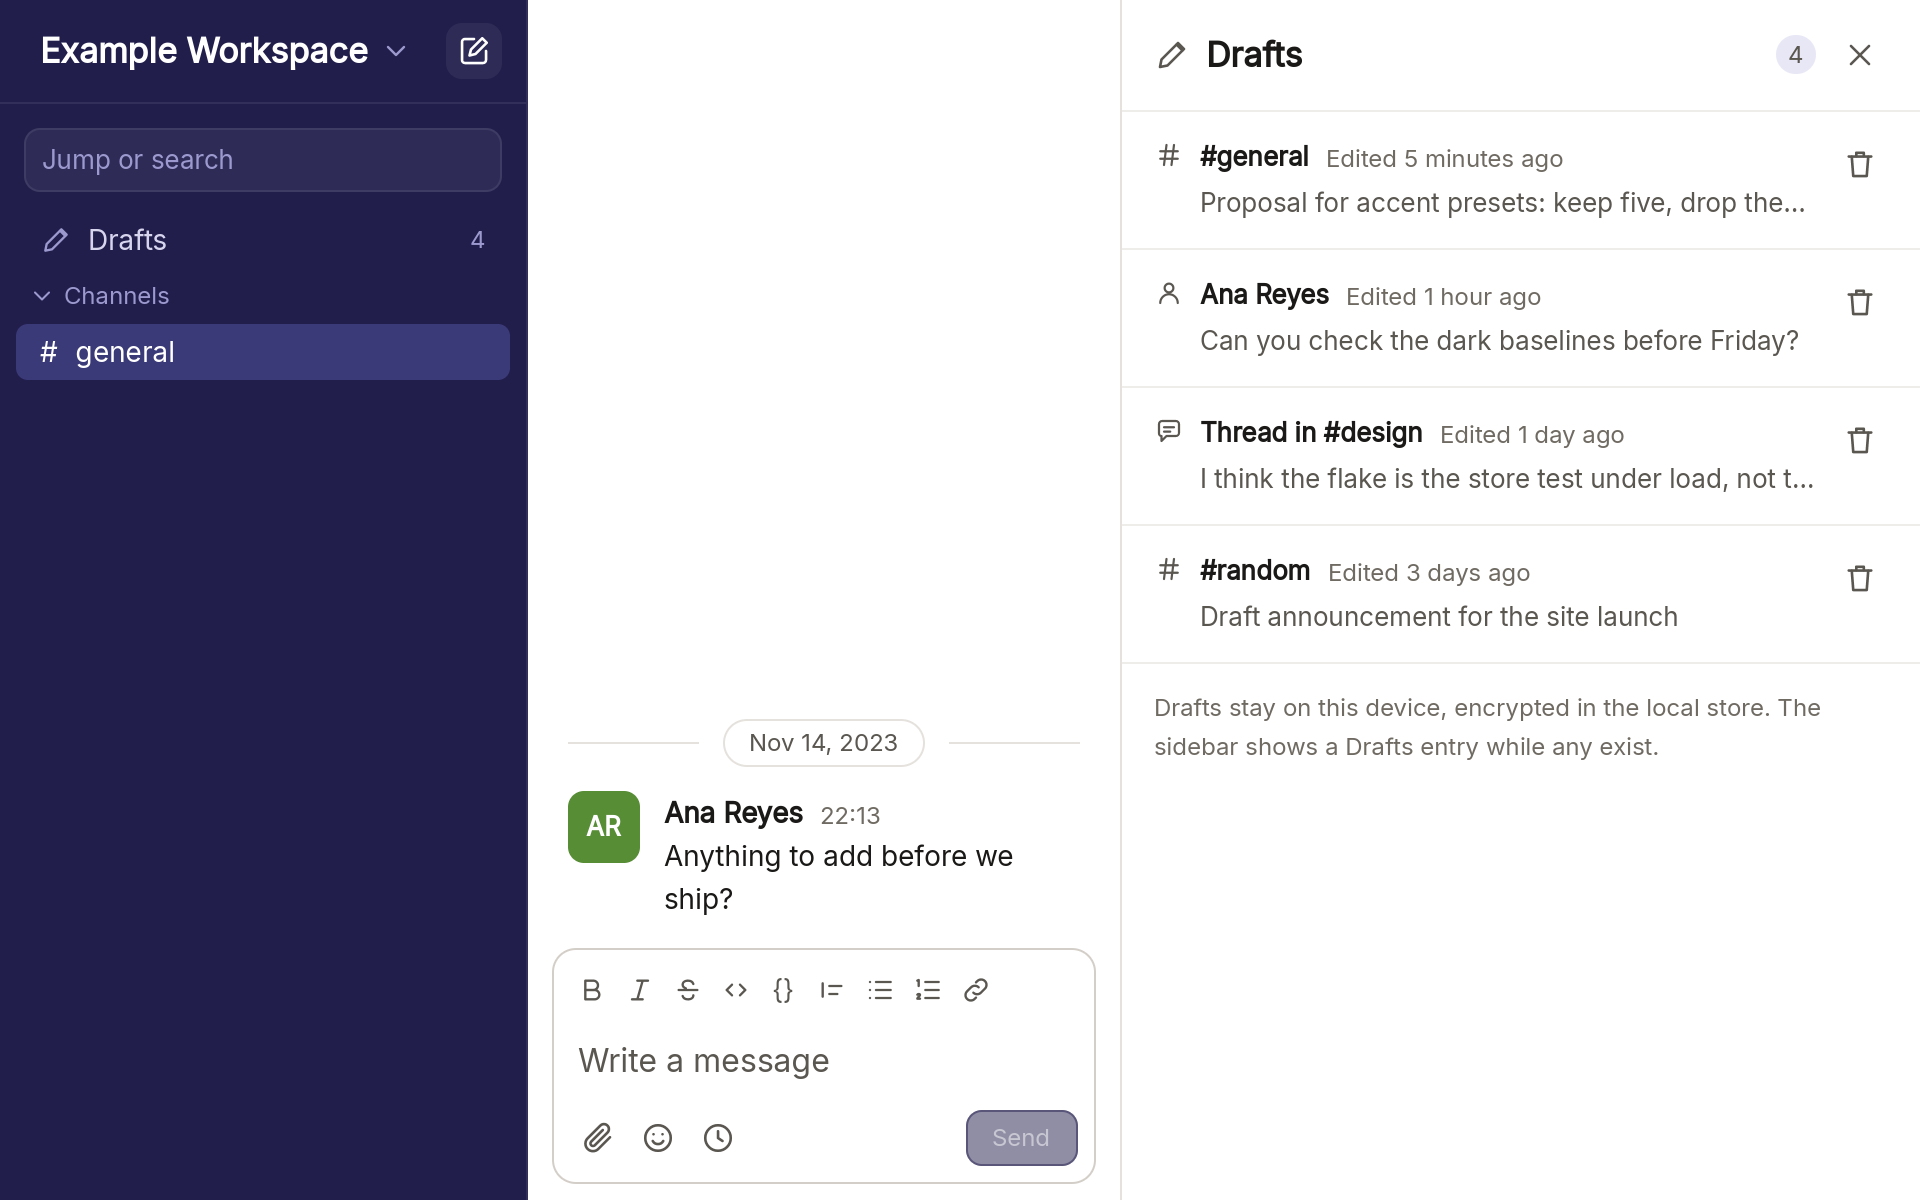 Example Workspace
Jump or search
Drafts 4
Channels
# general
Nov 14, 2023
AR
Ana Reyes 22:13
Anything to add before we
ship?
Write a message
Send
Drafts 4
#general Edited 5 minutes ago
Proposal for accent presets: keep five, drop the...
Ana Reyes Edited 1 hour ago
Can you check the dark baselines before Friday?
Thread in #design Edited 1 day ago
I think the flake is the store test under load, not t...
#random Edited 3 days ago
Draft announcement for the site launch
Drafts stay on this device, encrypted in the local store. The
sidebar shows a Drafts entry while any exist.